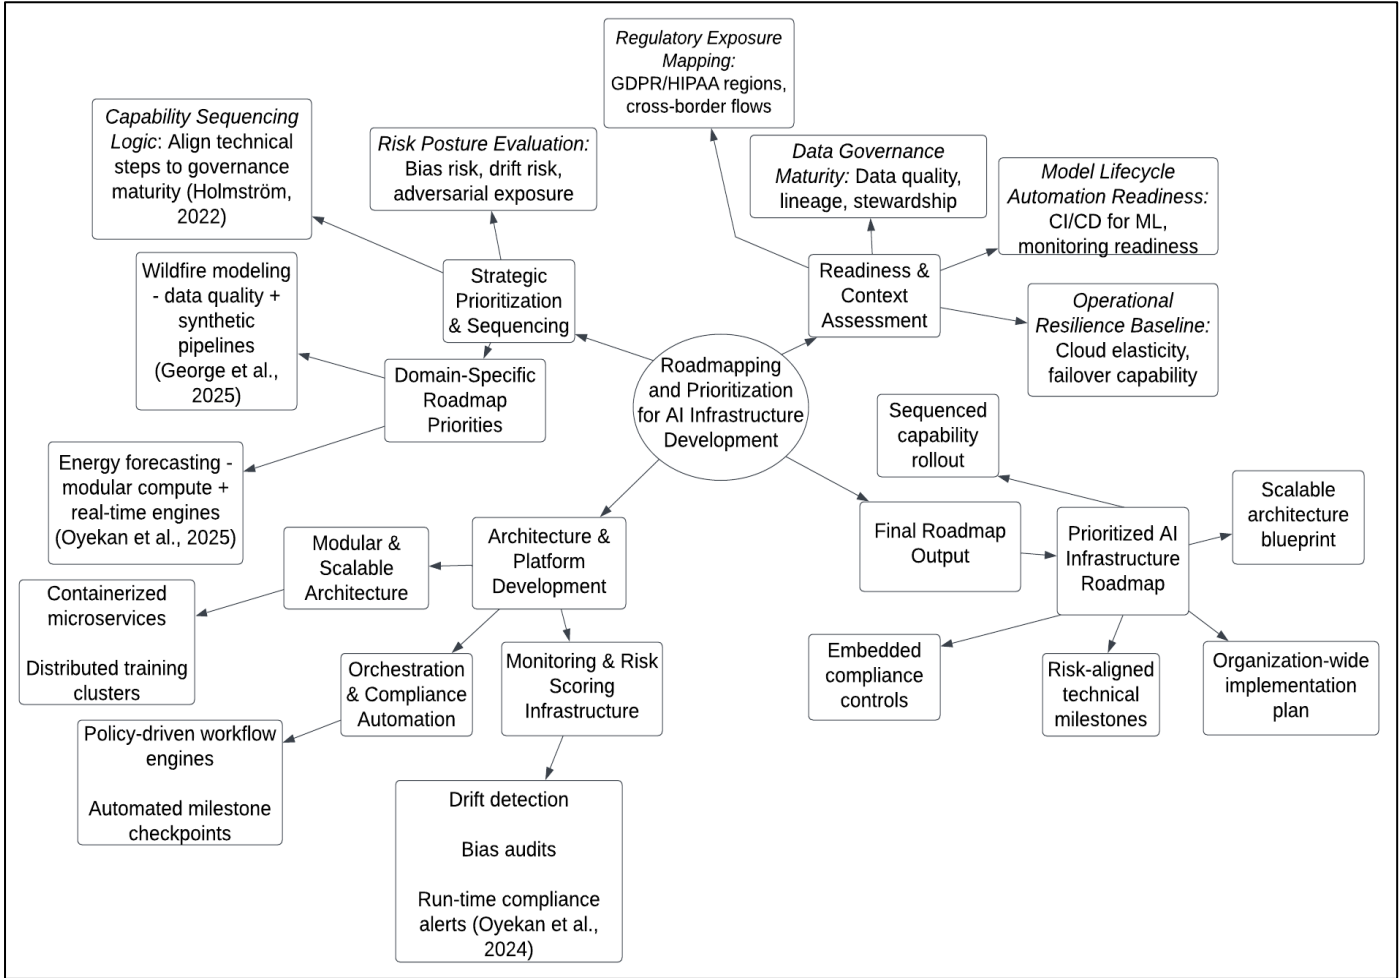 Regulatory Exposure
Mapping:
GDPR/HIPAA regions,
cross-border flows
Capability Sequencing
Logic: Align technical
steps to governance
maturity (Holmström,
2022)
Risk Posture Evaluation:
Bias risk, drift risk,
adversarial exposure
Data Governance
Maturity: Data quality,
lineage, stewardship
Model Lifecycle
Automation Readiness:
CI/CD for ML,
monitoring readiness
Wildfire modeling
- data quality +
synthetic
pipelines
(George et al.,
2025)
Strategic
Prioritization
& Sequencing
Readiness &
Context
Assessment
Operational
Resilience Baseline:
Cloud elasticity,
failover capability
Domain-Specific
Roadmap
Priorities
Roadmapping
and Prioritization
for AI Infrastructure
Development
Sequenced
capability
rollout
Energy forecasting -
modular compute +
real-time engines
(Oyekan et al., 2025)
Modular &
Scalable
Architecture
Architecture &
Platform
Development
Final Roadmap
Output
Prioritized AI
Infrastructure
Roadmap
Scalable
architecture
blueprint
Containerized
microservices
Distributed training
clusters
Orchestration
& Compliance
Automation
Monitoring & Risk
Scoring
Infrastructure
Embedded
compliance
controls
Risk-aligned
technical
milestones
Organization-wide
implementation
plan
Policy-driven workflow
engines
Automated milestone
checkpoints
Drift detection
Bias audits
Run-time compliance
alerts (Oyekan et al.,
2024)